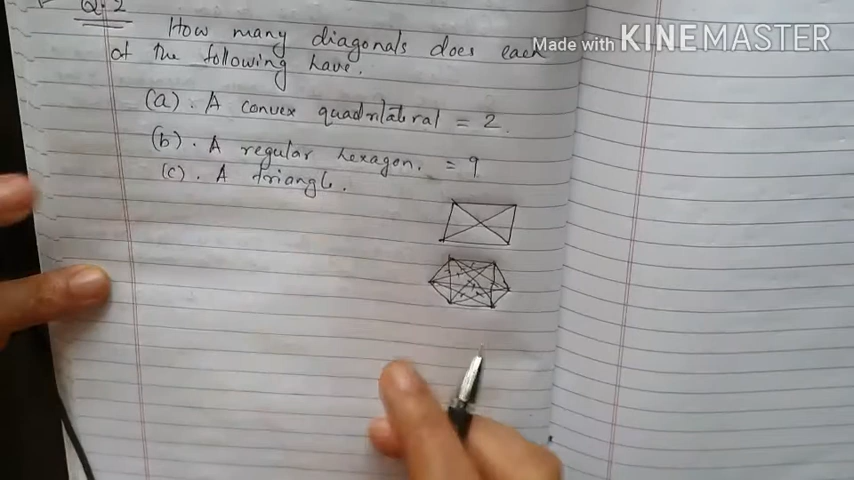 Q.2
How many diagonals does each
of the following have.
(a). A convex quadrilatbral = 2.
(b). A regular hexagon. = 9
(c). A triangle.
Made with KINEMASTER